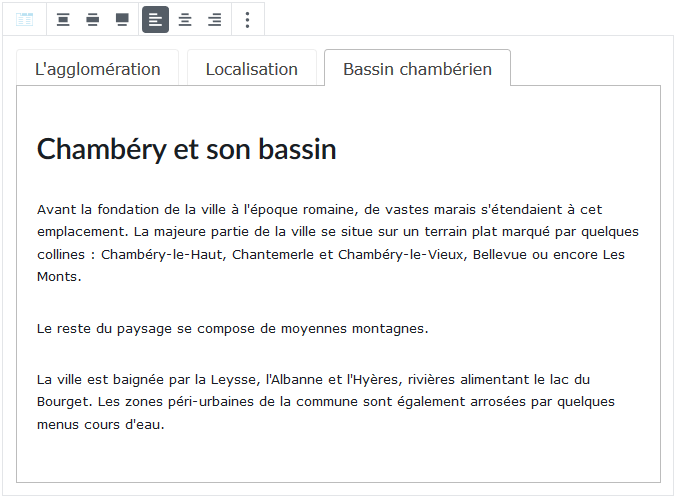 L'agglomération
Localisation
Bassin chambérien
Chambéry et son bassin
Avant la fondation de la ville à l'époque romaine, de vastes marais s'étendaient à cet
emplacement. La majeure partie de la ville se situe sur un terrain plat marqué par quelques
collines : Chambéry-le-Haut, Chantemerle et Chambéry-le-Vieux, Bellevue ou encore Les
Monts.
Le reste du paysage se compose de moyennes montagnes.
La ville est baignée par la Leysse, l'Albanne et l'Hyères, rivières alimentant le lac du
Bourget. Les zones péri-urbaines de la commune sont également arrosées par quelques
menus cours d'eau.